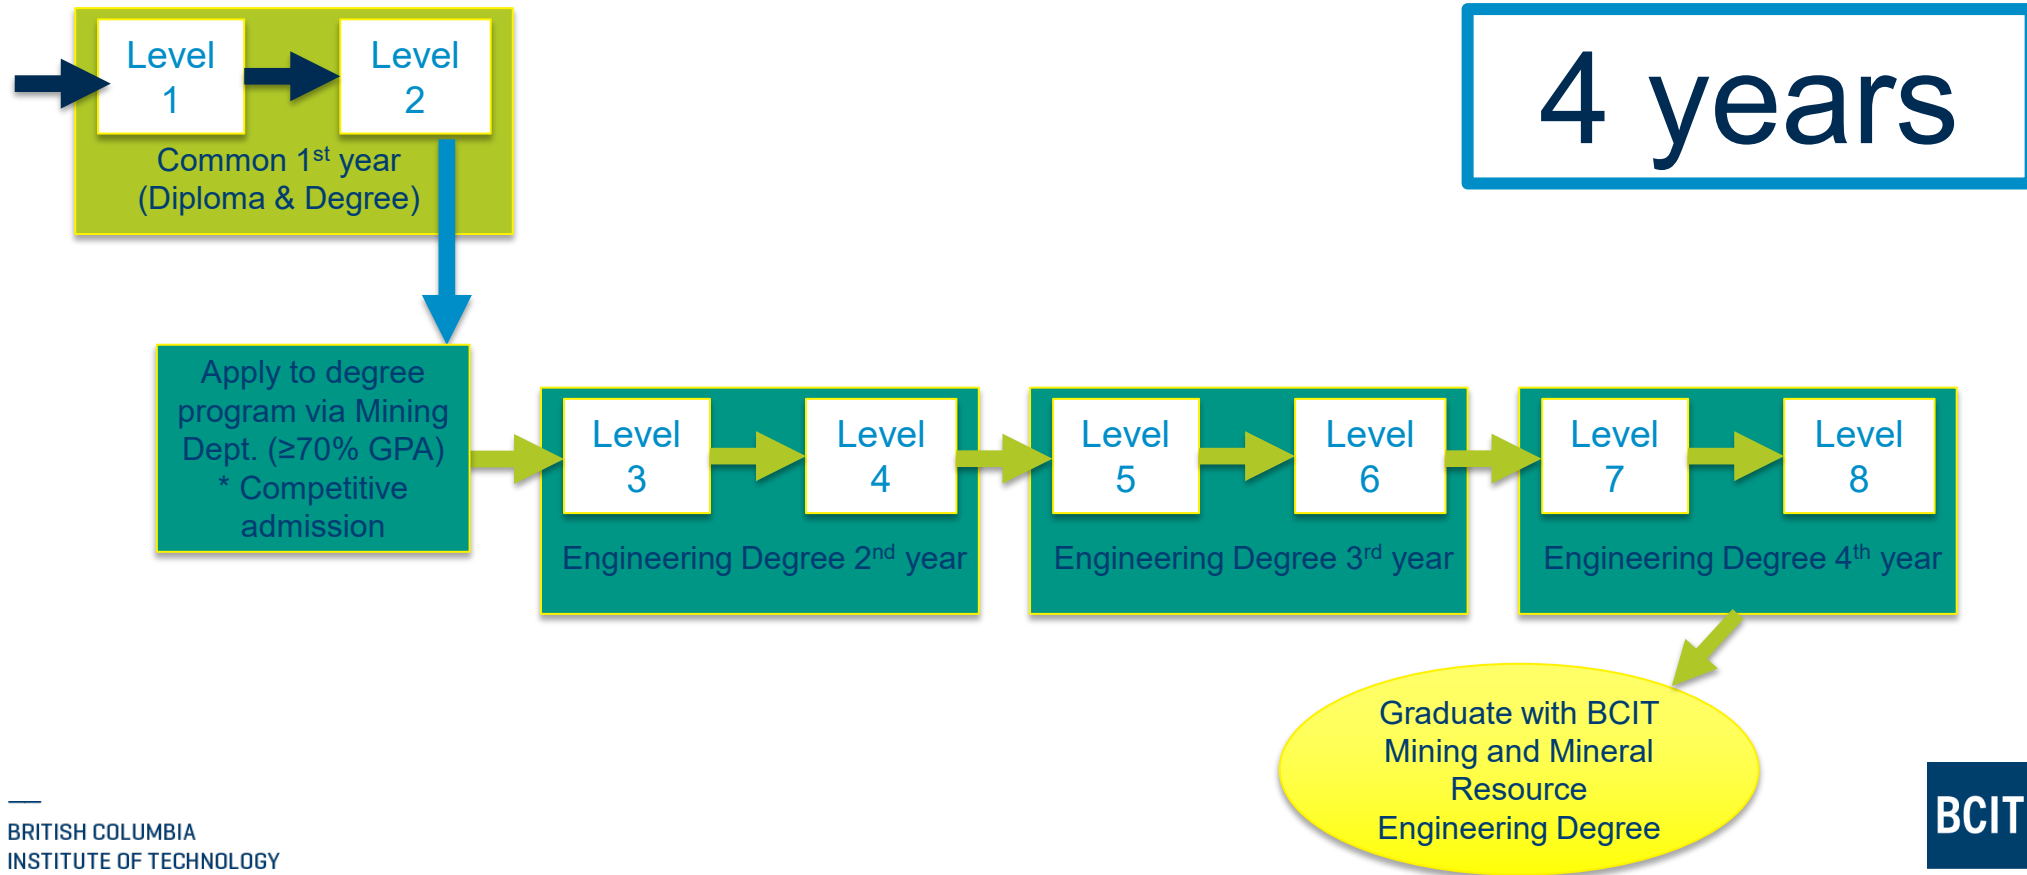 Level
1
Level
2
Common 1st year
(Diploma & Degree)
4 years
Apply to degree
program via Mining
Dept. (≥70% GPA)
* Competitive
admission
Level
3
Level
4
Engineering Degree 2nd year
Level
5
Level
6
Engineering Degree 3rd year
Level
7
Level
8
Engineering Degree 4th year
Graduate with BCIT
Mining and Mineral
Resource
Engineering Degree
BRITISH COLUMBIA
INSTITUTE OF TECHNOLOGY
BCIT